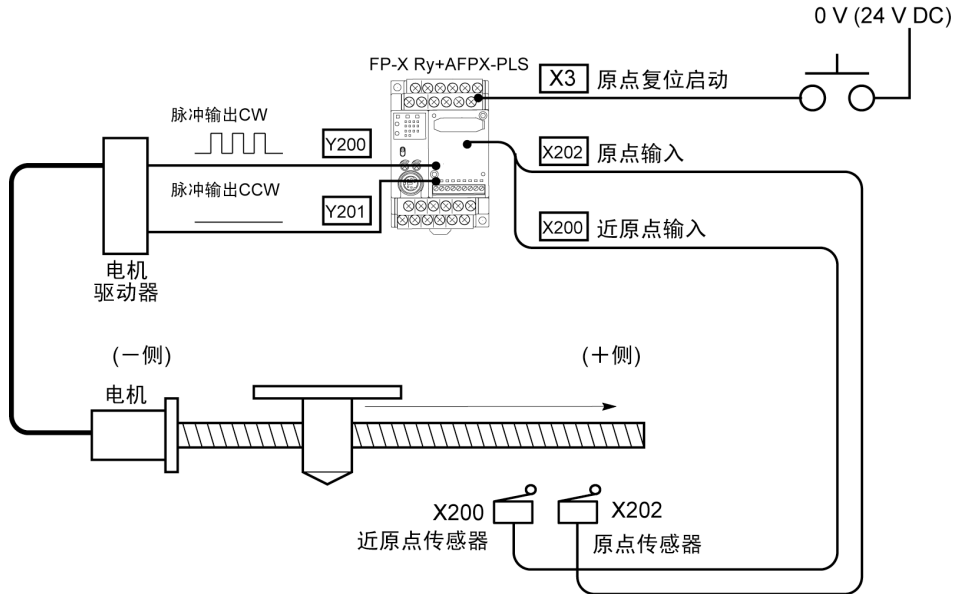 0 V (24 V DC)
FP-X Ry+AFPX-PLS
X3 原点复位启动
脉冲输出CW
Y200
X202 原点输入
脉冲输出CCW
Y201
X200 近原点输入
电机
驱动器
(－侧)
(＋侧)
电机
X200
近原点传感器
X202
原点传感器